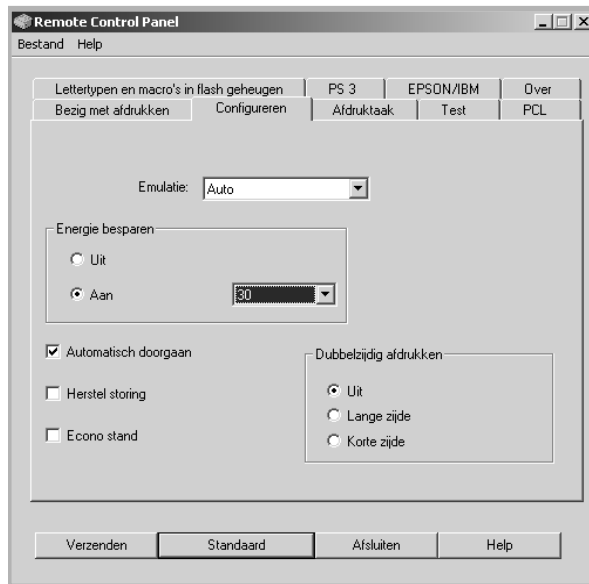 Remote Control Panel
Bestand Help
Lettertypen en macro's in flash geheugen PS 3 EPSON/IBM Over
Bezig met afdrukken Configureren Afdruktaak Test PCL
Emulatie: Auto
Energie besparen
Uit
Aan 30
Automatisch doorgaan
Herstel storing
Econo stand
Dubbelzijdig afdrukken
Uit
Lange zijde
Korte zijde
Verzenden Standaard Afsluiten Help